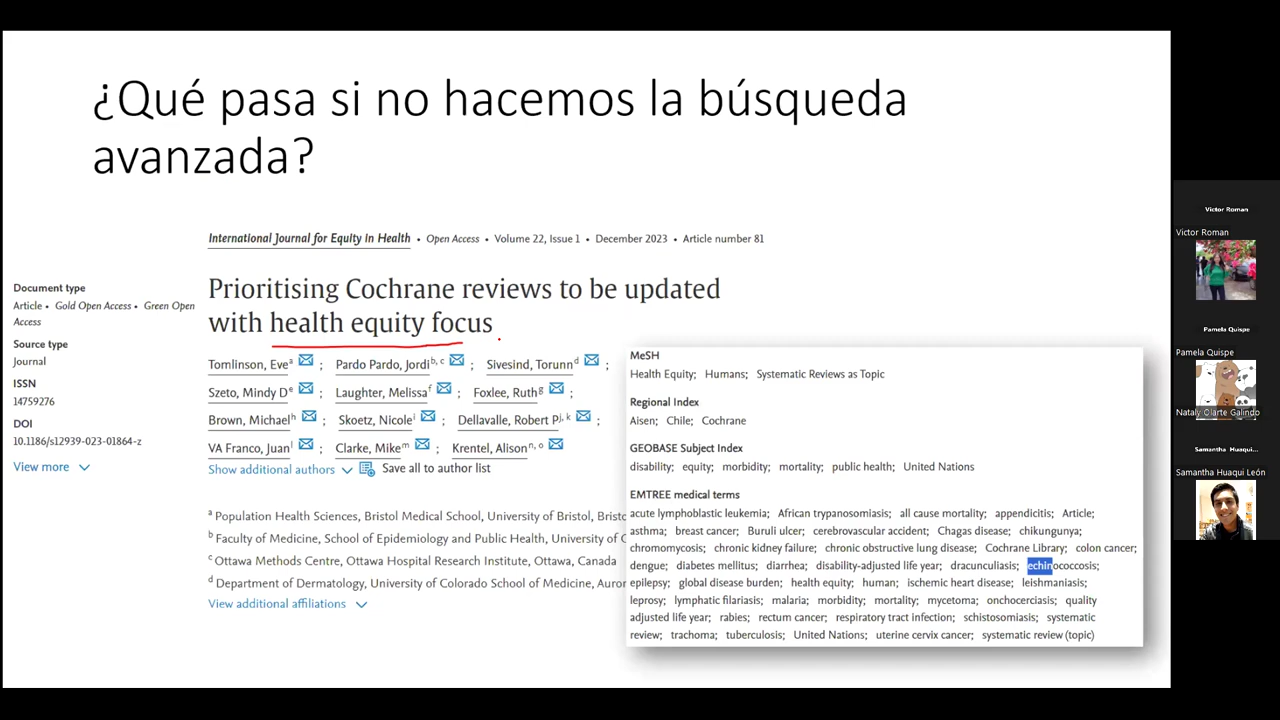 ¿Qué pasa si no hacemos la búsqueda
avanzada?
International Journal for Equity in Health • Open Access • Volume 22, Issue 1 • December 2023 • Article number 81
Document type
Article • Gold Open Access • Green Open
Access
Source type
Journal
ISSN
14759276
DOI
10.1186/s12939-023-01864-z
View more
Prioritising Cochrane reviews to be updated
with health equity focus
Tomlinson, Eve a ; Pardo Pardo, Jordi b, c ; Sivesind, Torunn d ;
Szeto, Mindy D e ; Laughter, Melissa f ; Foxlee, Ruth g ;
Brown, Michael h ; Skoetz, Nicole i ; Dellavalle, Robert P j, k ;
VA Franco, Juan l ; Clarke, Mike m ; Krentel, Alison n, o
Show additional authors Save all to author list
a Population Health Sciences, Bristol Medical School, University of Bristol, Bristo
b Faculty of Medicine, School of Epidemiology and Public Health, University of O
c Ottawa Methods Centre, Ottawa Hospital Research Institute, Ottawa, Canada
d Department of Dermatology, University of Colorado School of Medicine, Auror
View additional affiliations
MeSH
Health Equity; Humans; Systematic Reviews as Topic
Regional Index
Aisen; Chile; Cochrane
GEOBASE Subject Index
disability; equity; morbidity; mortality; public health; United Nations
EMTREE medical terms
acute lymphoblastic leukemia; African trypanosomiasis; all cause mortality; appendicitis; Article;
asthma; breast cancer; Buruli ulcer; cerebrovascular accident; Chagas disease; chikungunya;
chromomycosis; chronic kidney failure; chronic obstructive lung disease; Cochrane Library; colon cancer;
dengue; diabetes mellitus; diarrhea; disability-adjusted life year; dracunculiasis; echinococcosis;
epilepsy; global disease burden; health equity; human; ischemic heart disease; leishmaniasis;
leprosy; lymphatic filariasis; malaria; morbidity; mortality; mycetoma; onchocerciasis; quality
adjusted life year; rabies; rectum cancer; respiratory tract infection; schistosomiasis; systematic
review; trachoma; tuberculosis; United Nations; uterine cervix cancer; systematic review (topic)
Victor Roman
Victor Roman
Pamela Quispe
Pamela Quispe
Nataly Olarte Galindo
Samantha Huaqui...
Samantha Huaqui León